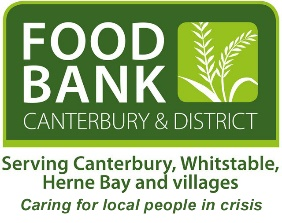 FOOD
BANK
CANTERBURY & DISTRICT
Serving Canterbury, Whitstable,
Herne Bay and villages
Caring for local people in crisis